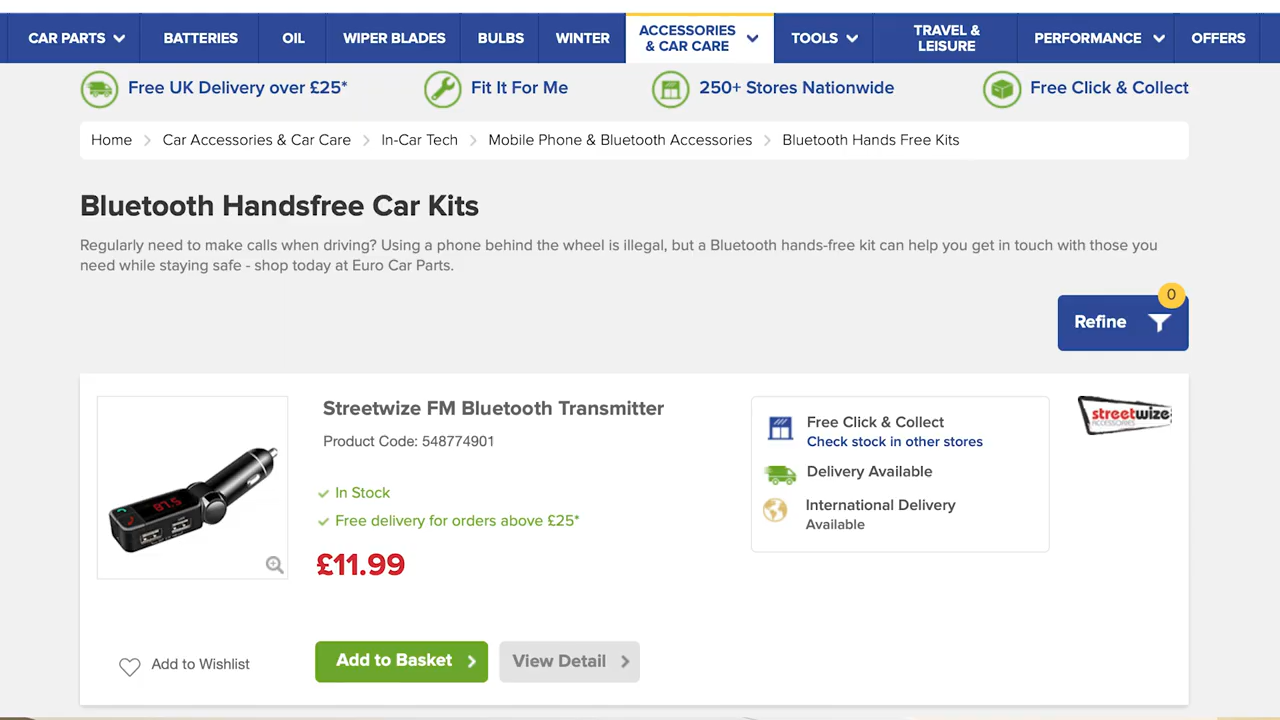 CAR PARTS
BATTERIES
OIL
WIPER BLADES
BULBS
WINTER
ACCESSORIES
& CAR CARE
TOOLS
TRAVEL &
LEISURE
PERFORMANCE
OFFERS
Free UK Delivery over £25*
Fit It For Me
250+ Stores Nationwide
Free Click & Collect
Home
Car Accessories & Car Care
In-Car Tech
Mobile Phone & Bluetooth Accessories
Bluetooth Hands Free Kits
Bluetooth Handsfree Car Kits
Regularly need to make calls when driving? Using a phone behind the wheel is illegal, but a Bluetooth hands-free kit can help you get in touch with those you
need while staying safe - shop today at Euro Car Parts.
0
Refine
87.5
Streetwize FM Bluetooth Transmitter
Product Code: 548774901
In Stock
Free delivery for orders above £25*
£11.99
Free Click & Collect
Check stock in other stores
Delivery Available
International Delivery
Available
streetwize
ACCESSORIES
Add to Wishlist
Add to Basket
View Detail